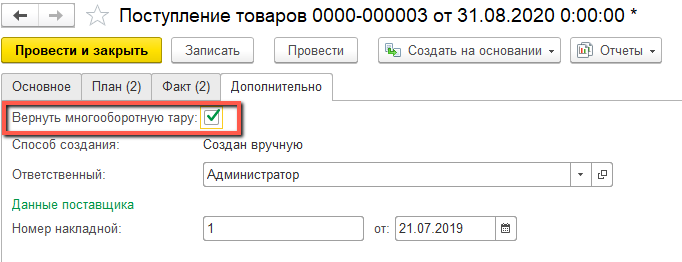 Поступление товаров 0000-000003 от 31.08.2020 0:00:00 *
Провести и закрыть Записать Провести Создать на основании Отчеты
Основное План (2) Факт (2) Дополнительно
Вернуть многооборотную тару:
Способ создания: Создан вручную
Ответственный: Администратор
Данные поставщика
Номер накладной: 1 от: 21.07.2019